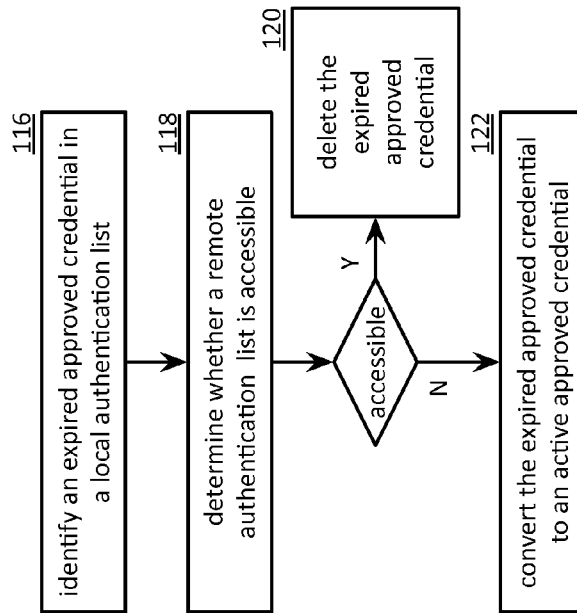 116
identify an expired approved credential in
a local authentication list
118
determine whether a remote
authentication list is accessible
accessible
Y
120
delete the
expired
approved
credential
N
122
convert the expired approved credential
to an active approved credential